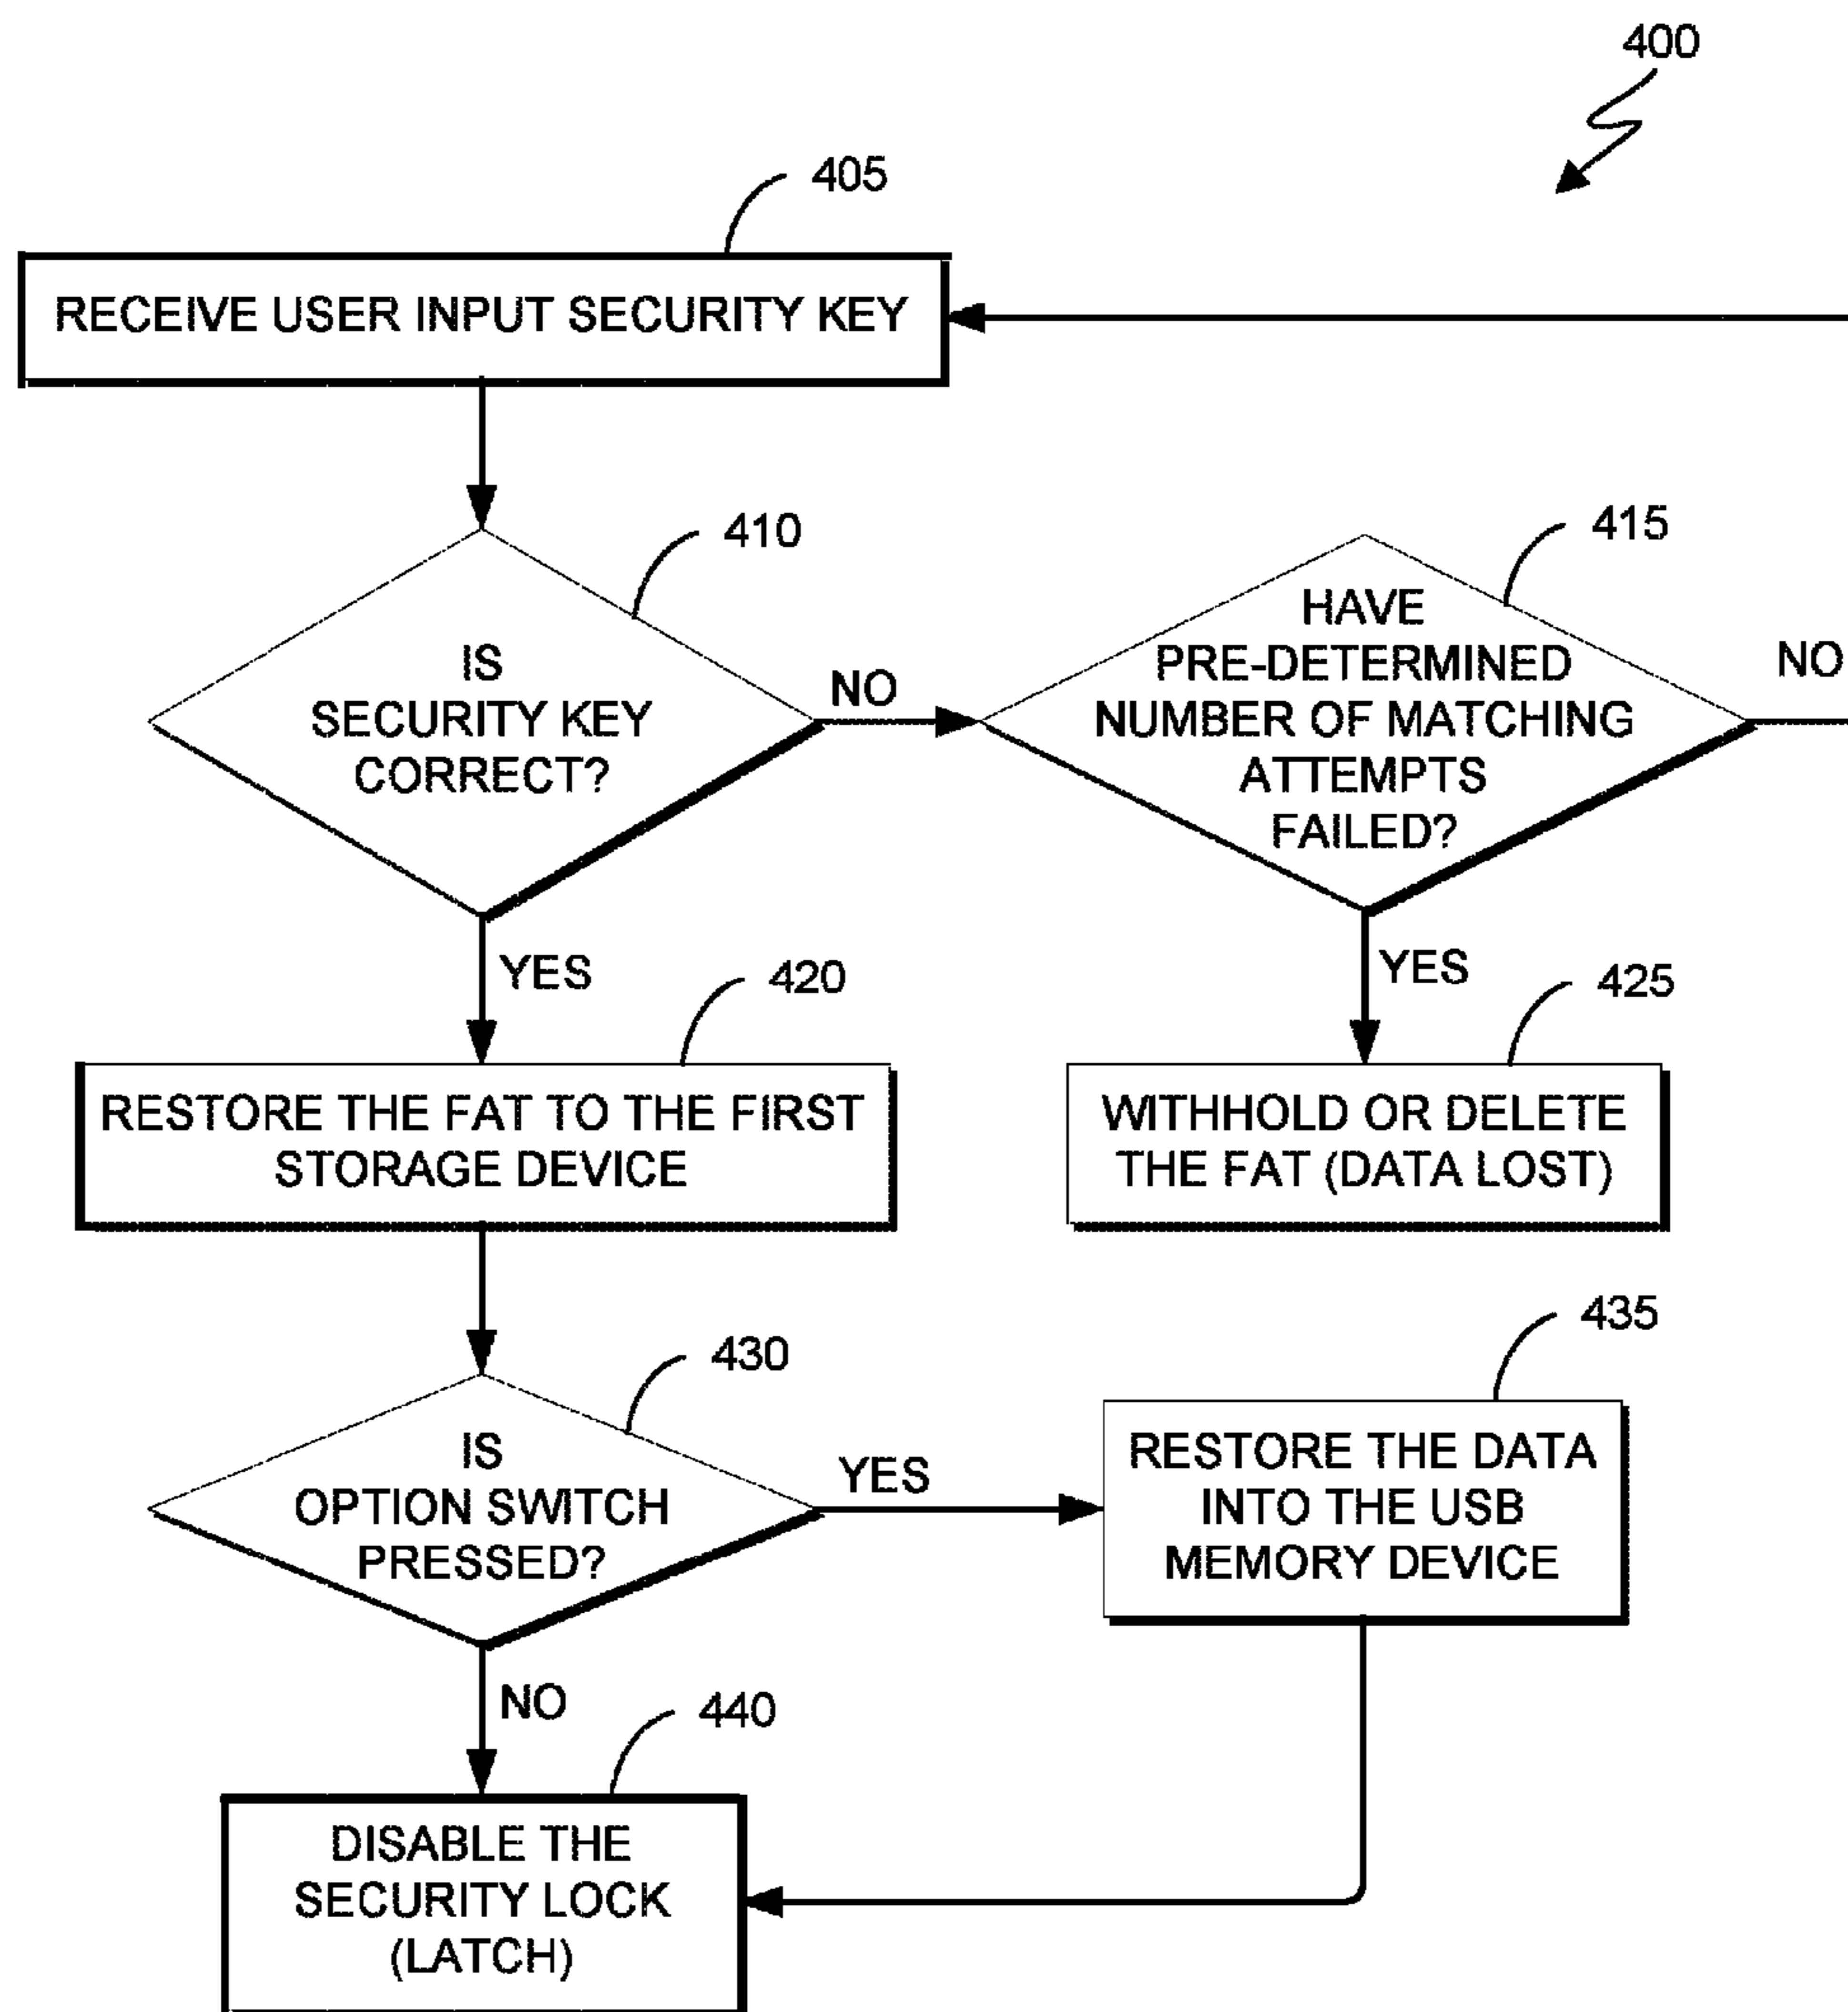 400
405
RECEIVE USER INPUT SECURITY KEY
410
IS
SECURITY KEY
CORRECT?
NO
415
HAVE
PRE-DETERMINED
NUMBER OF MATCHING
ATTEMPTS
FAILED?
NO
YES
420
RESTORE THE FAT TO THE FIRST
STORAGE DEVICE
YES
425
WITHHOLD OR DELETE
THE FAT (DATA LOST)
430
IS
OPTION SWITCH
PRESSED?
YES
435
RESTORE THE DATA
INTO THE USB
MEMORY DEVICE
NO
440
DISABLE THE
SECURITY LOCK
(LATCH)